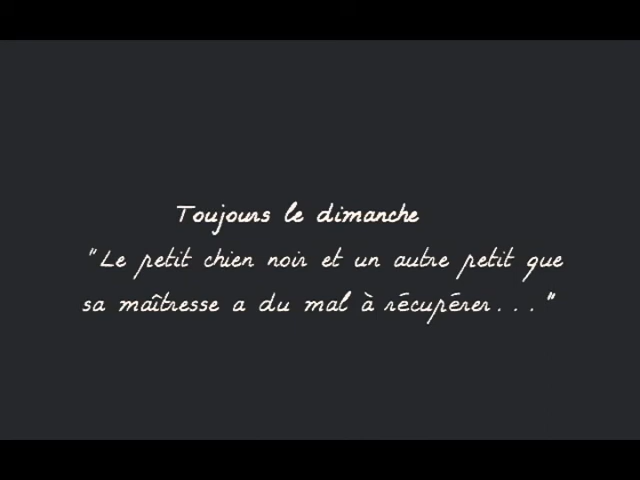 Toujours le dimanche
"Le petit chien noir et un autre petit que
sa maîtresse a du mal à récupérer..."